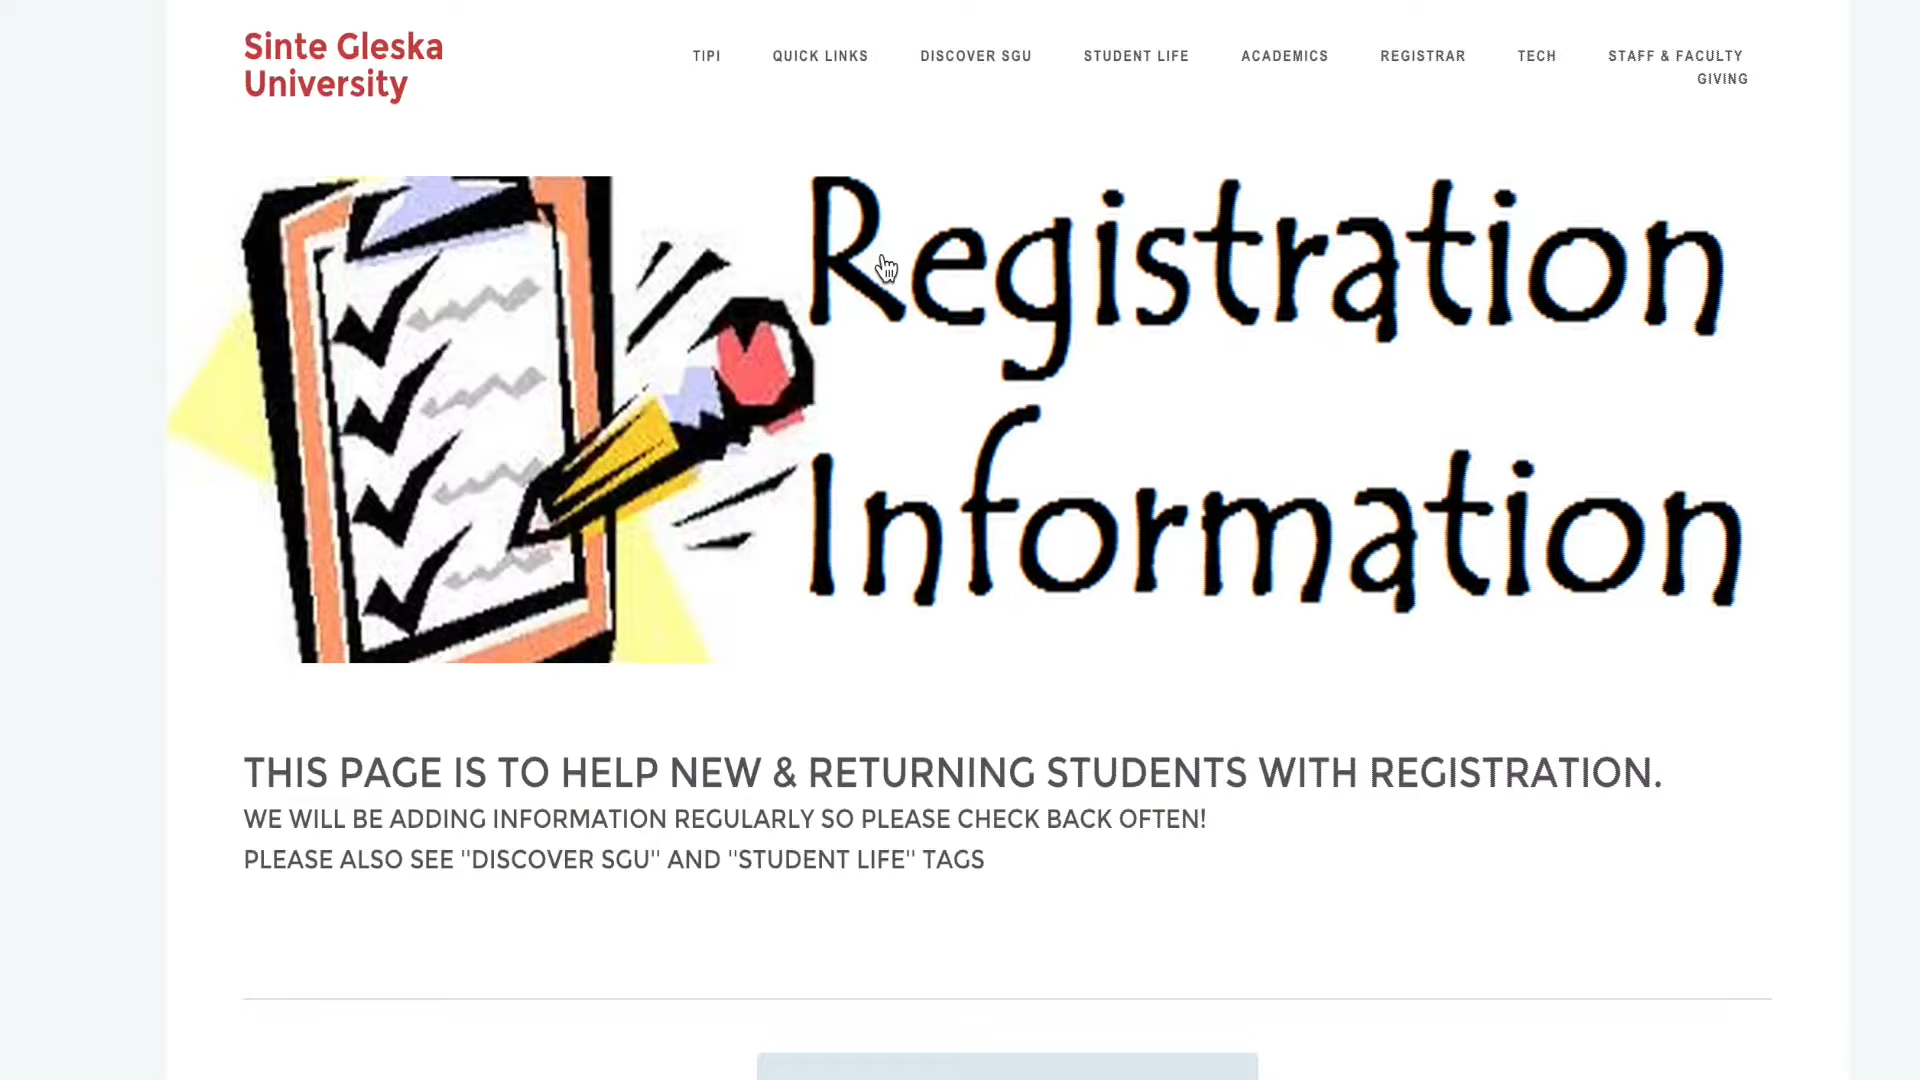 Sinte Gleska
University
TIPI QUICK LINKS DISCOVER SGU STUDENT LIFE ACADEMICS REGISTRAR TECH STAFF & FACULTY
GIVING
Registration
Information
THIS PAGE IS TO HELP NEW & RETURNING STUDENTS WITH REGISTRATION.
WE WILL BE ADDING INFORMATION REGULARLY SO PLEASE CHECK BACK OFTEN!
PLEASE ALSO SEE "DISCOVER SGU" AND "STUDENT LIFE" TAGS